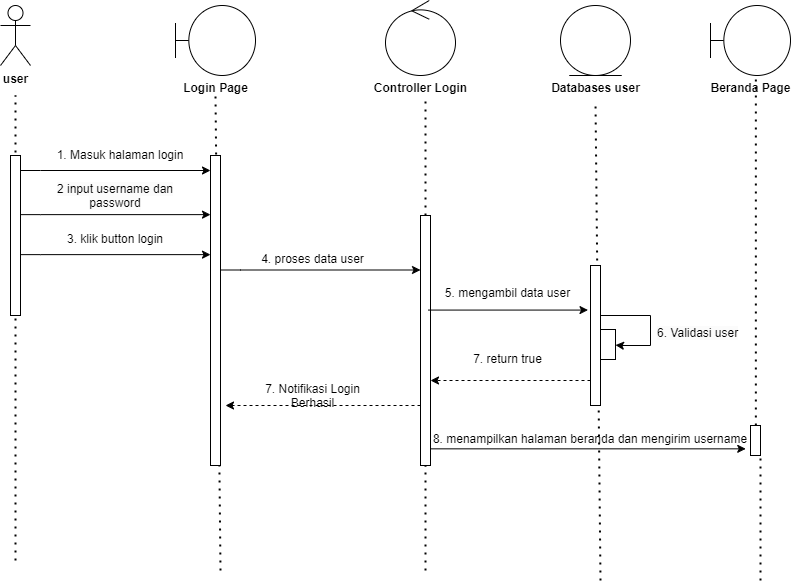 user
Login Page
Controller Login
Databases user
Beranda Page
1. Masuk halaman login
2 input username dan
password
3. klik button login
4. proses data user
5. mengambil data user
6. Validasi user
7. return true
7. Notifikasi Login
Berhasil
8. menampilkan halaman beranda dan mengirim username